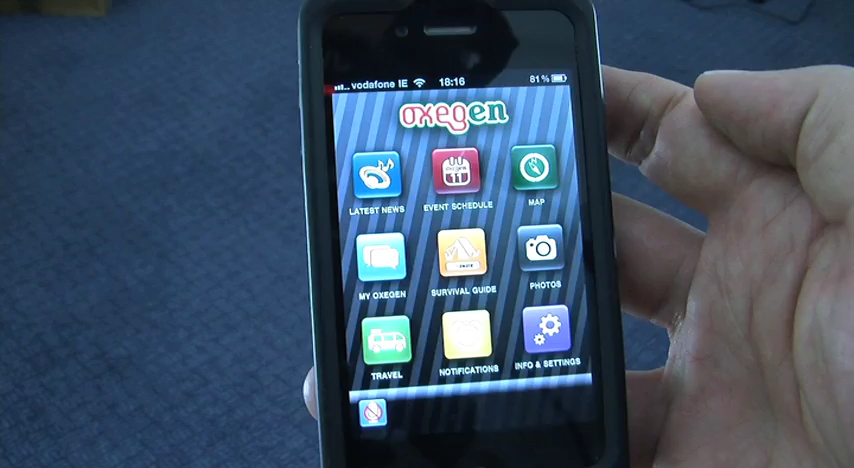 vodafone IE 18:16 81%
oxegen
11
LATEST NEWS EVENT SCHEDULE MAP
MY OXEGEN SURVIVAL GUIDE PHOTOS
TRAVEL NOTIFICATIONS INFO & SETTINGS